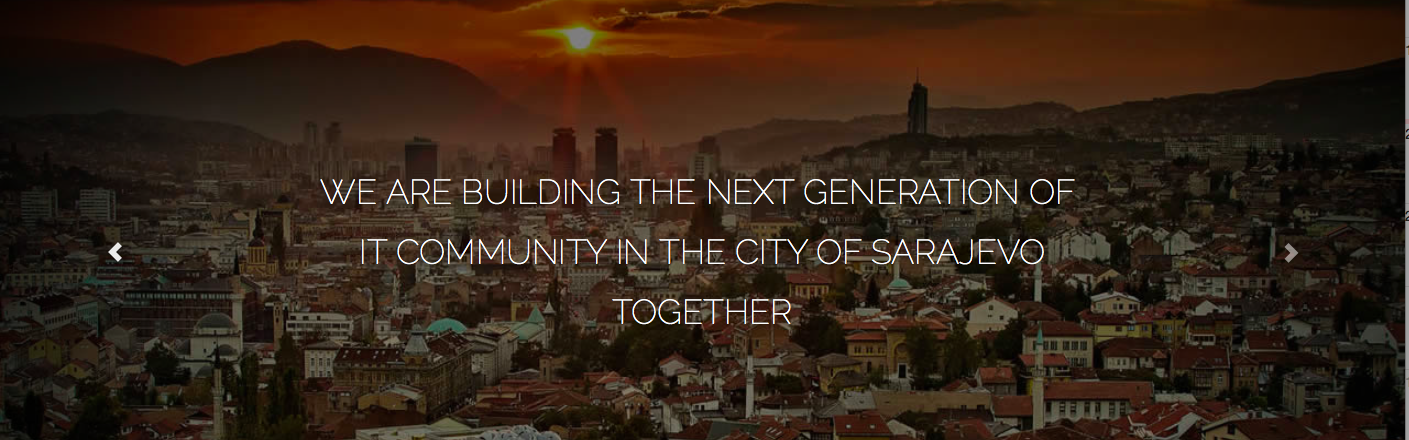 WE ARE BUILDING THE NEXT GENERATION OF
IT COMMUNITY IN THE CITY OF SARAJEVO
TOGETHER